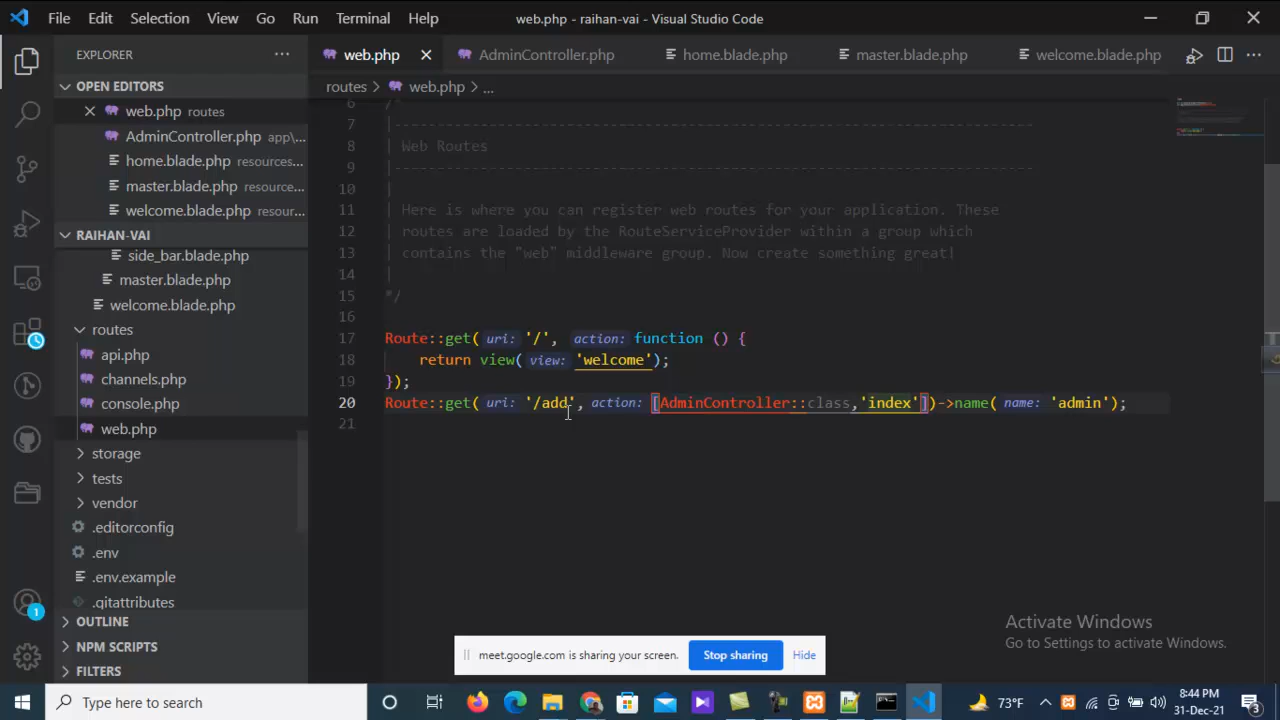 File Edit Selection View Go Run Terminal Help web.php - raihan-vai - Visual Studio Code
EXPLORER
web.php AdminController.php home.blade.php master.blade.php welcome.blade.php
OPEN EDITORS
web.php routes
AdminController.php app\...
home.blade.php resources...
master.blade.php resource...
welcome.blade.php resour...
RAIHAN-VAI
side_bar.blade.php
master.blade.php
welcome.blade.php
routes
api.php
channels.php
console.php
web.php
storage
tests
vendor
.editorconfig
.env
.env.example
.gitattributes
OUTLINE
NPM SCRIPTS
FILTERS
1
routes > web.php > ...
6 /*
7 |--------------------------------------------------------------------------
8 | Web Routes
9 |--------------------------------------------------------------------------
10 |
11 | Here is where you can register web routes for your application. These
12 | routes are loaded by the RouteServiceProvider within a group which
13 | contains the "web" middleware group. Now create something great!
14 |
15 */
16
17 Route::get( uri: '/', action: function () {
18 return view( view: 'welcome');
19 });
20 Route::get( uri: '/add', action: [AdminController::class,'index'])->name( name: 'admin');
21
Activate Windows
Go to Settings to activate Windows.
meet.google.com is sharing your screen. Stop sharing Hide
Type here to search
73°F
8:44 PM
31-Dec-21
3